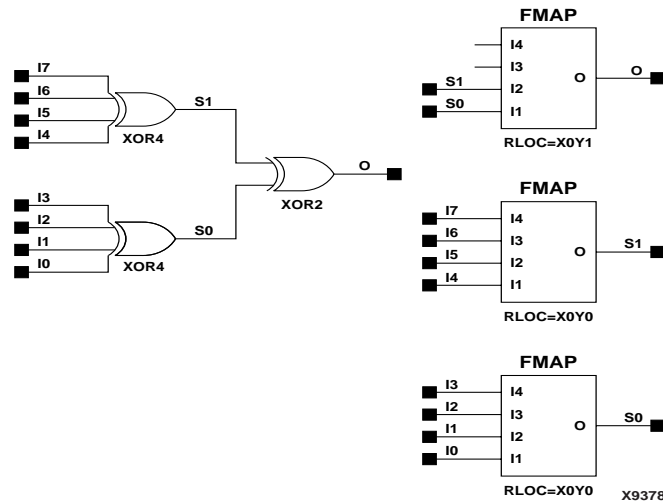 I7
I6
I5
I4
S1
XOR4
I3
I2
I1
I0
S0
XOR4
O
XOR2
FMAP
I4
I3
S1
I2
S0
I1
O
O
RLOC=X0Y1
FMAP
I7
I4
I6
I3
I5
I2
I4
I1
O
S1
RLOC=X0Y0
FMAP
I3
I4
I2
I3
I1
I2
I0
I1
O
S0
RLOC=X0Y0
X9378